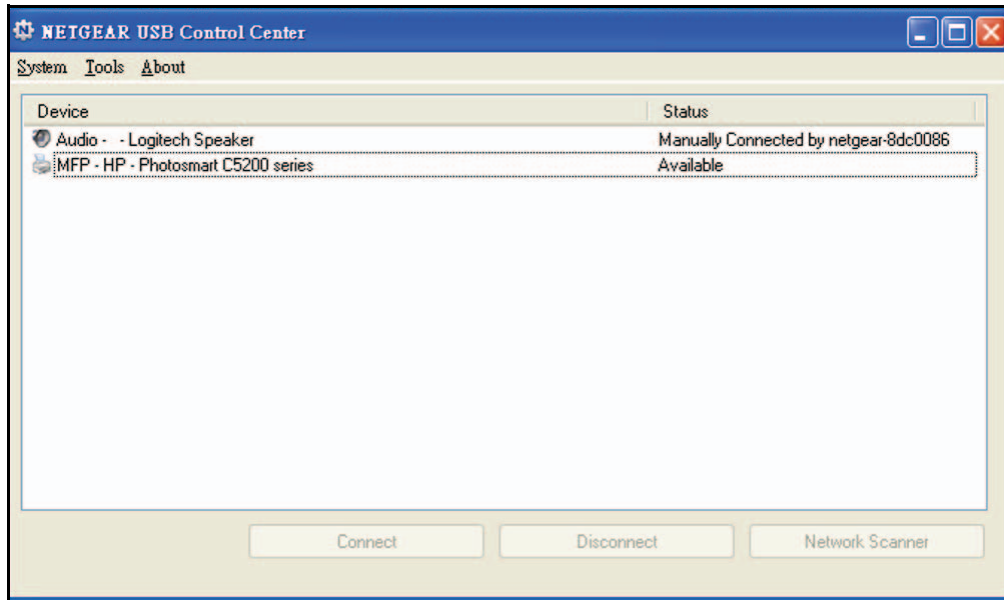 NETGEAR USB Control Center
System Tools About
Device Status
Audio - - Logitech Speaker Manually Connected by netgear-8dc0086
MFP - HP - Photosmart C5200 series Available
Connect Disconnect Network Scanner